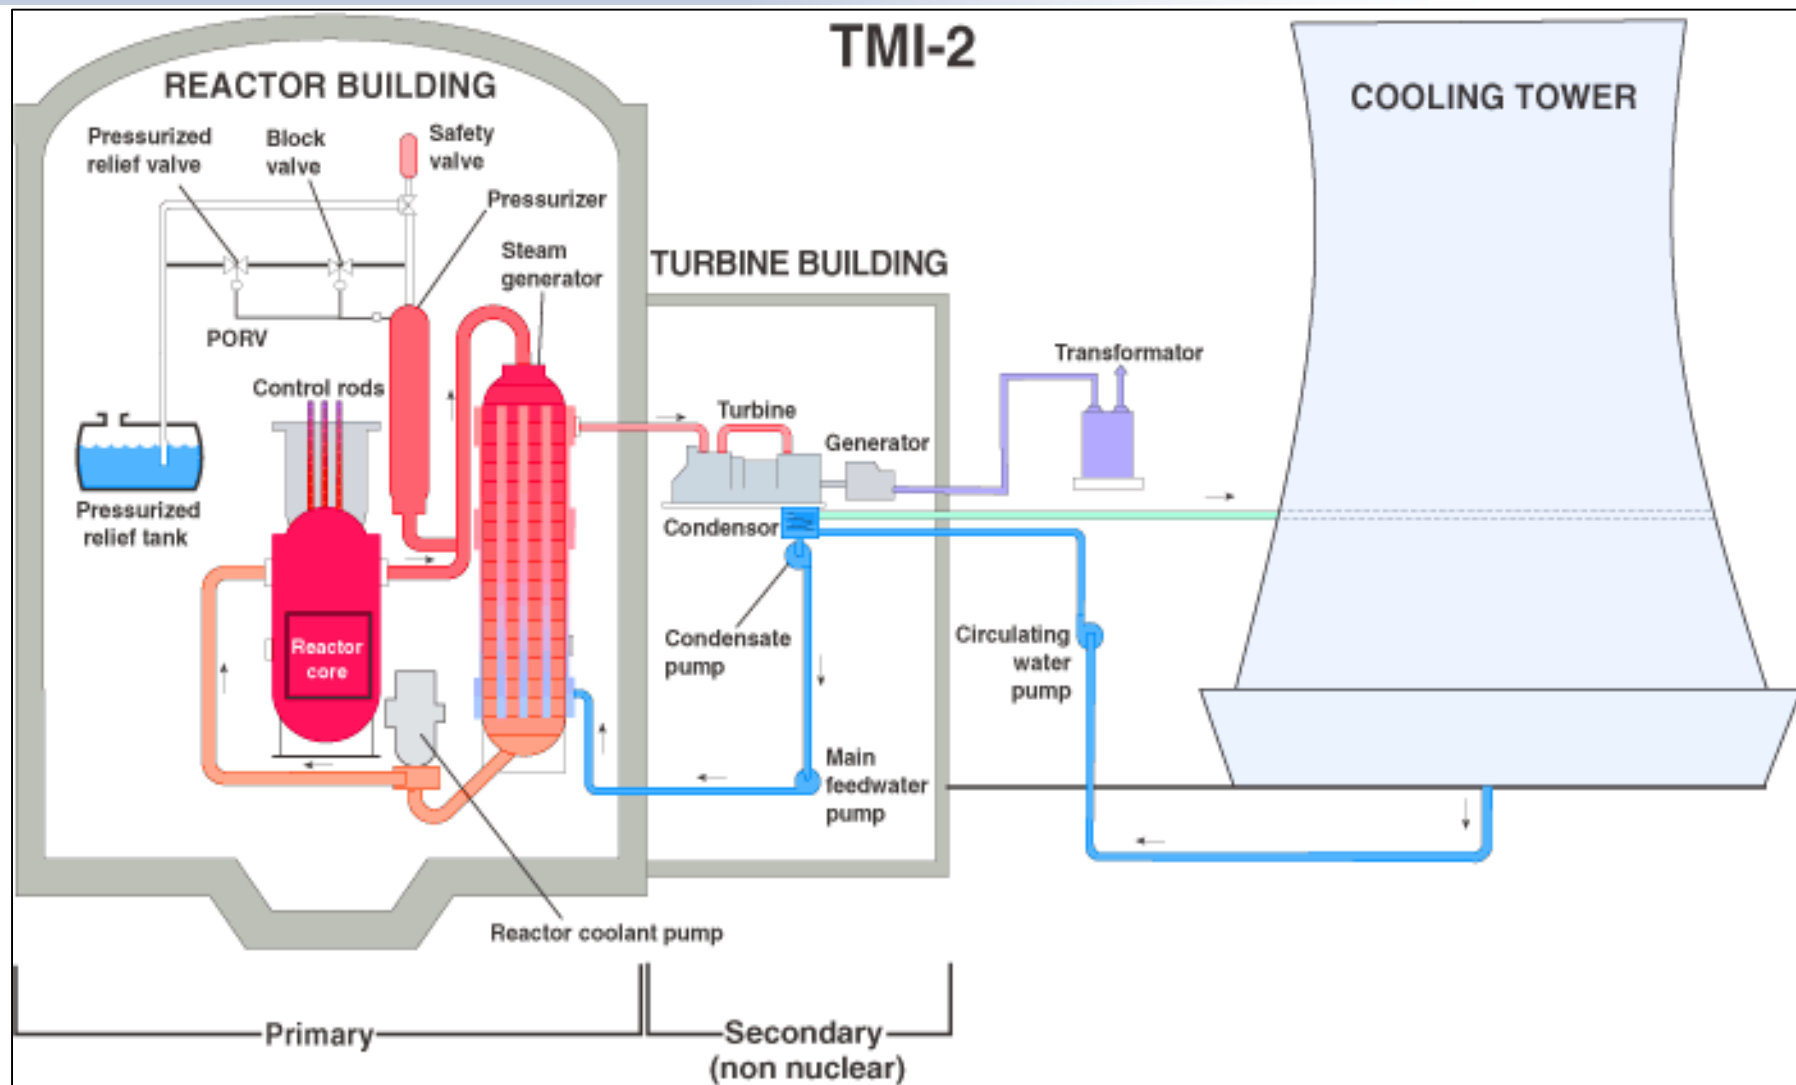 TMI-2
REACTOR BUILDING
COOLING TOWER
Pressurized
relief valve
Block
valve
Safety
valve
Pressurizer
Steam
generator
TURBINE BUILDING
PORV
Control rods
Transformator
Turbine
Generator
Pressurized
relief tank
Condensor
Reactor
core
Condensate
pump
Circulating
water
pump
Main
feedwater
pump
Reactor coolant pump
Primary
Secondary
(non nuclear)